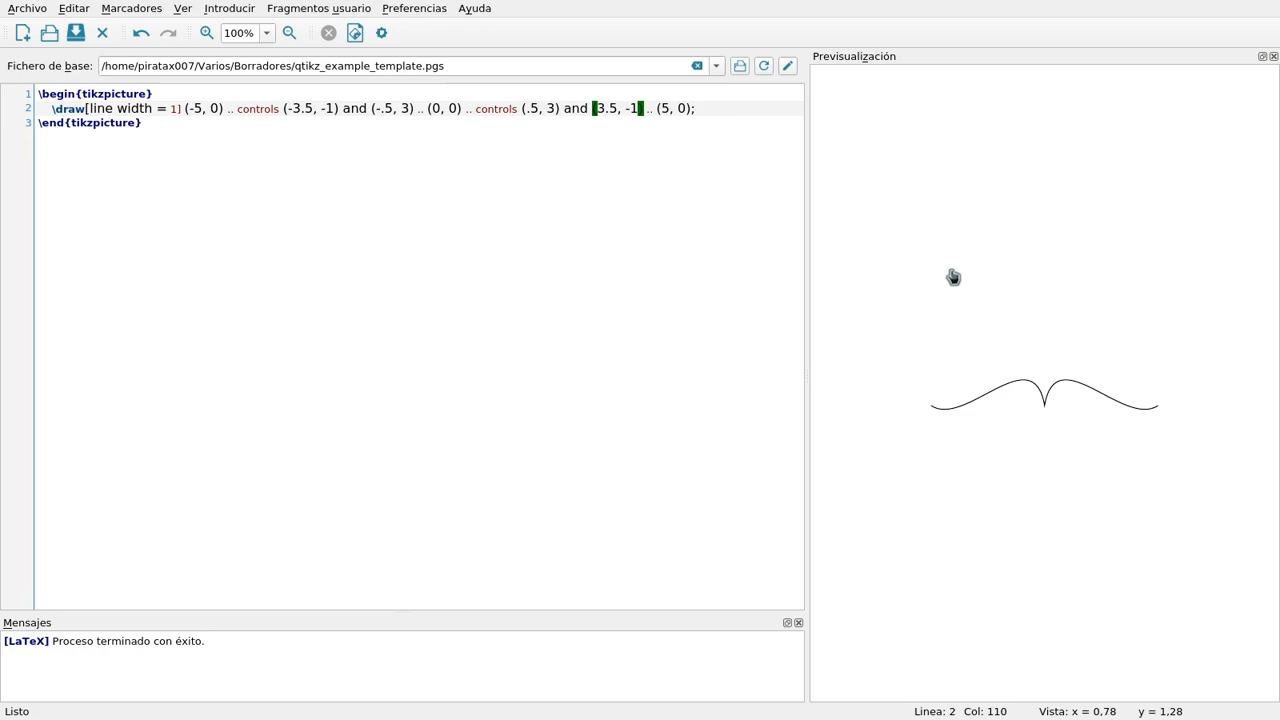 Archivo Editar Marcadores Ver Introducir Fragmentos usuario Preferencias Ayuda
100%
Fichero de base: /home/piratax007/Varios/Borradores/qtikz_example_template.pgs
Previsualización
1 \begin{tikzpicture}
2 \draw[line width = 1] (-5, 0) .. controls (-3.5, -1) and (-.5, 3) .. (0, 0) .. controls (.5, 3) and (3.5, -1) .. (5, 0);
3 \end{tikzpicture}
Mensajes
[LaTeX] Proceso terminado con éxito.
Listo
Linea: 2 Col: 110 Vista: x = 0,78 y = 1,28